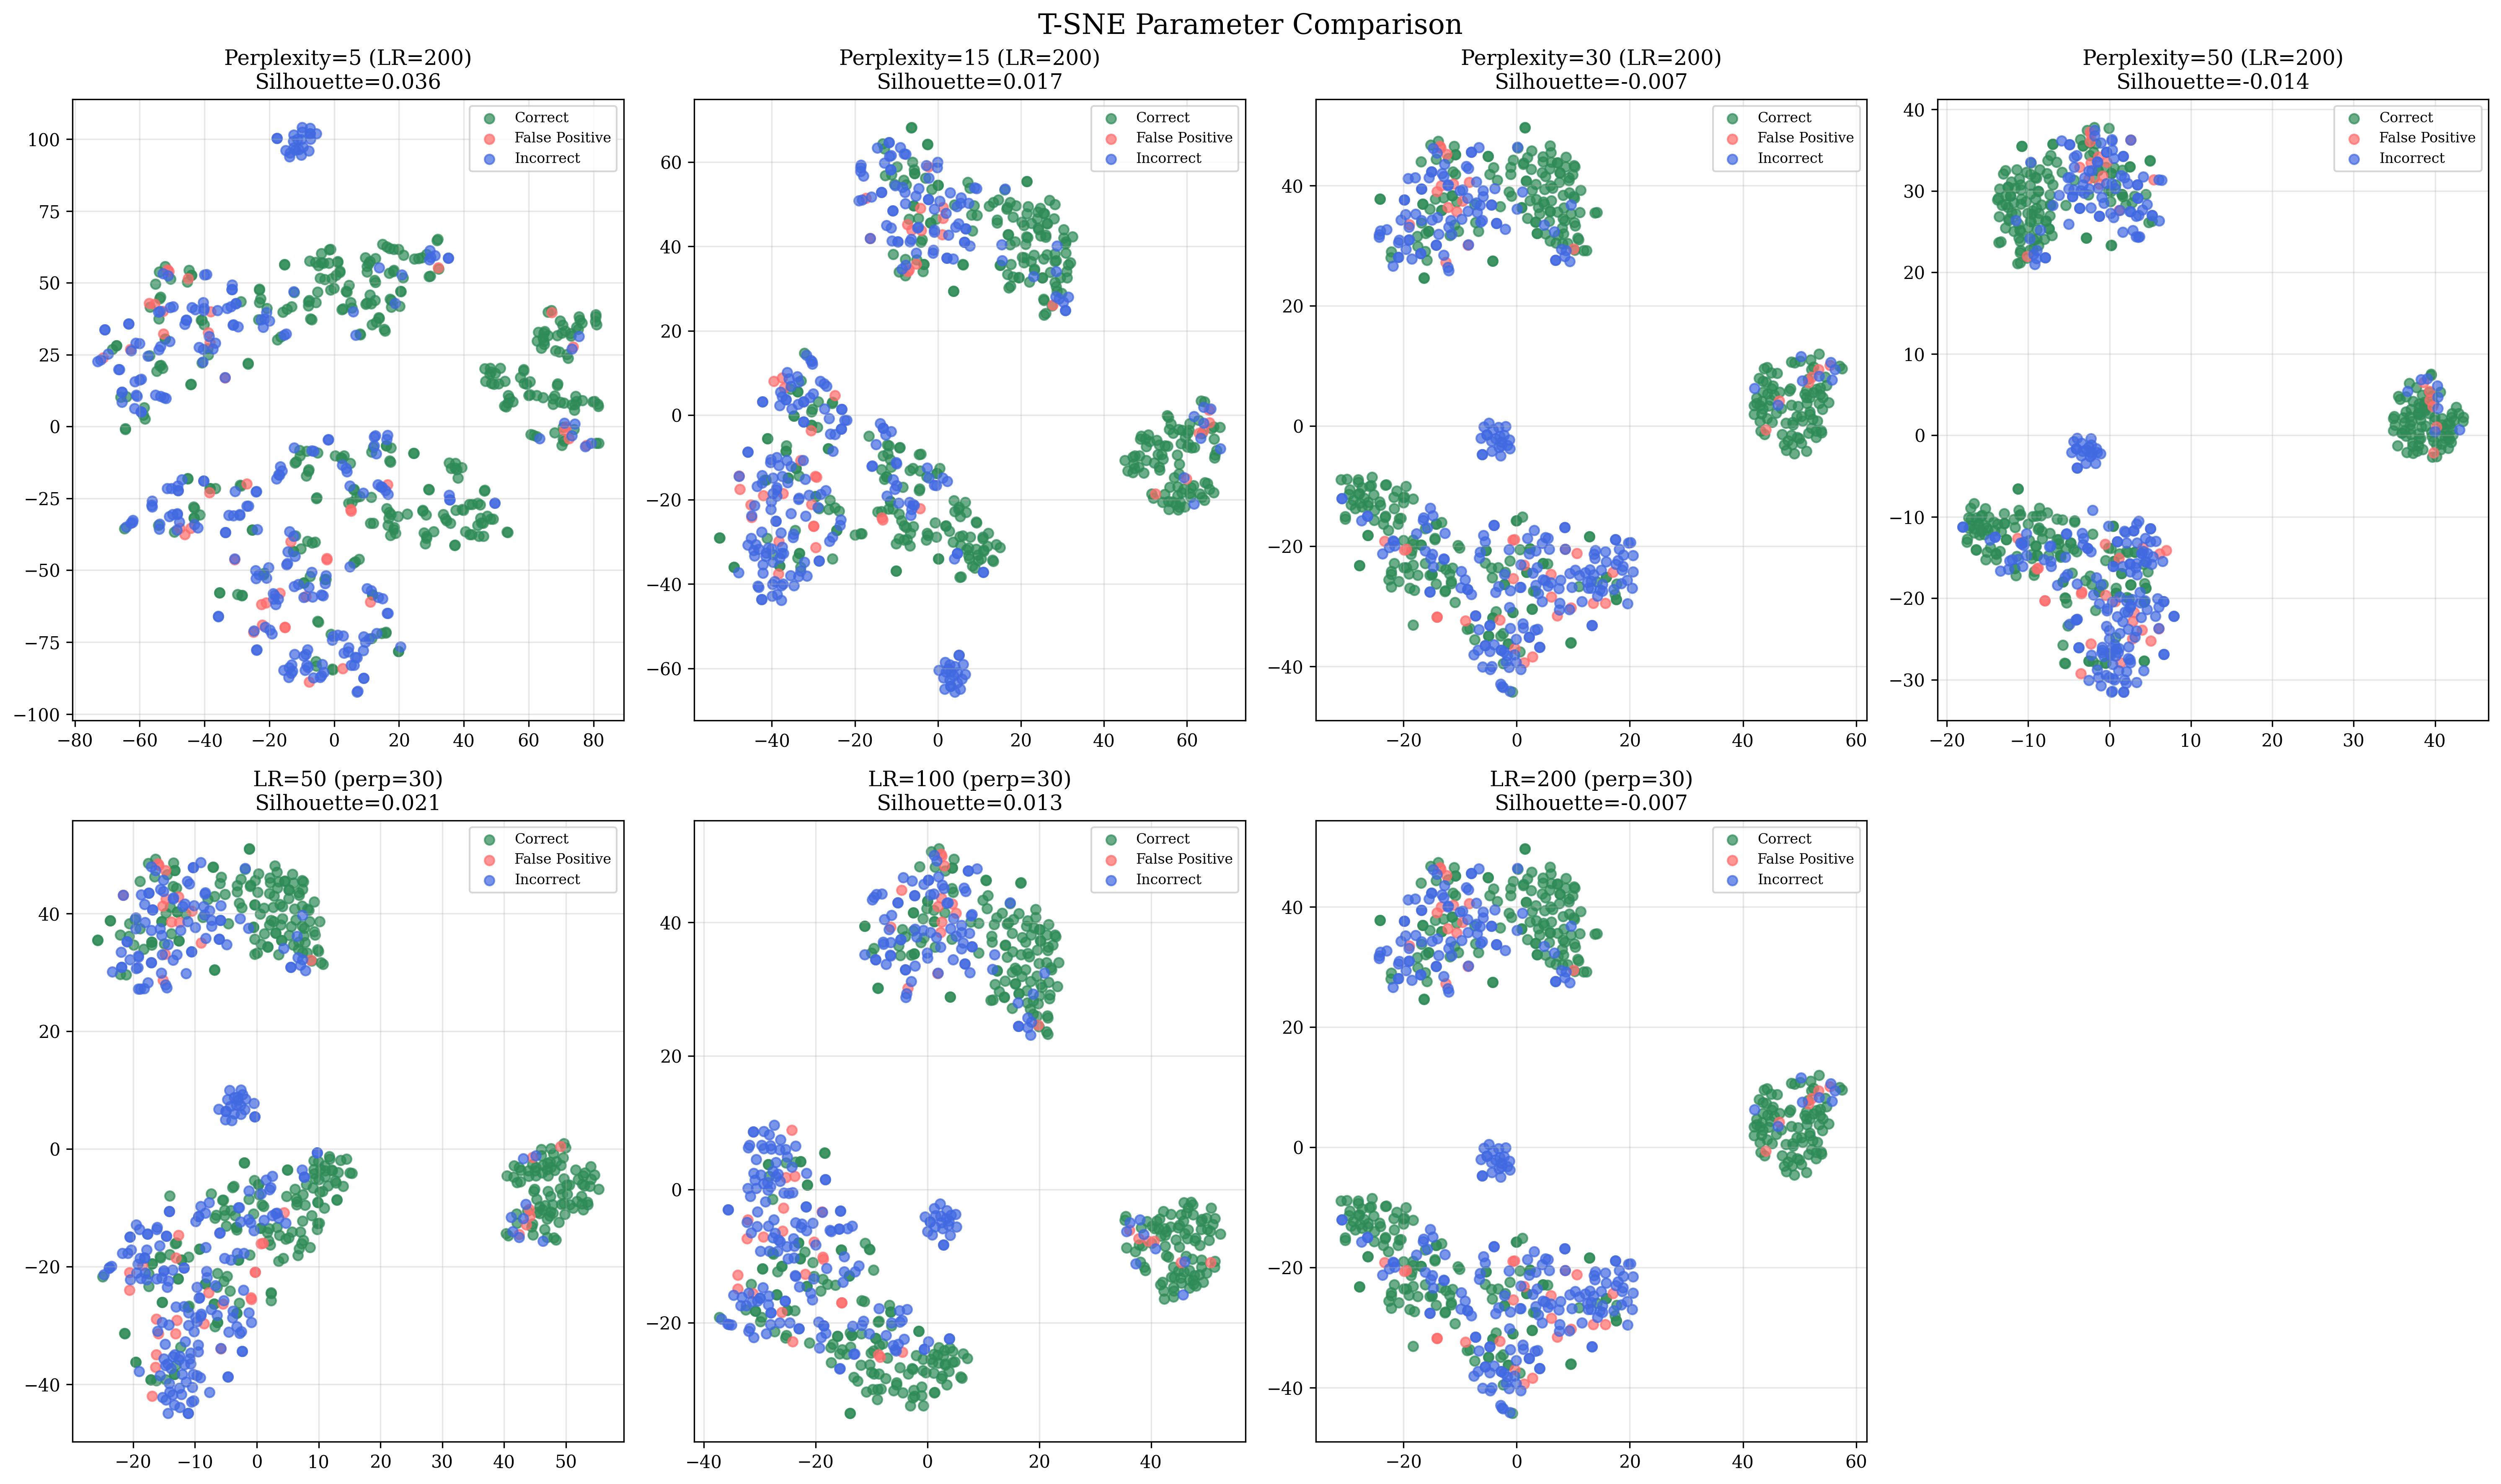 T-SNE Parameter Comparison
Perplexity=5 (LR=200)
Silhouette=0.036
Correct
False Positive
Incorrect
100
75
50
25
0
−25
−50
−75
−100
−80 −60 −40 −20 0 20 40 60 80
Perplexity=15 (LR=200)
Silhouette=0.017
Correct
False Positive
Incorrect
60
40
20
0
−20
−40
−60
−40 −20 0 20 40 60
Perplexity=30 (LR=200)
Silhouette=-0.007
Correct
False Positive
Incorrect
40
20
0
−20
−40
−20 0 20 40 60
Perplexity=50 (LR=200)
Silhouette=-0.014
Correct
False Positive
Incorrect
40
30
20
10
0
−10
−20
−30
−20 −10 0 10 20 30 40
LR=50 (perp=30)
Silhouette=0.021
Correct
False Positive
Incorrect
40
20
0
−20
−40
−20 −10 0 10 20 30 40 50
LR=100 (perp=30)
Silhouette=0.013
Correct
False Positive
Incorrect
40
20
0
−20
−40 −20 0 20 40
LR=200 (perp=30)
Silhouette=-0.007
Correct
False Positive
Incorrect
40
20
0
−20
−40
−20 0 20 40 60